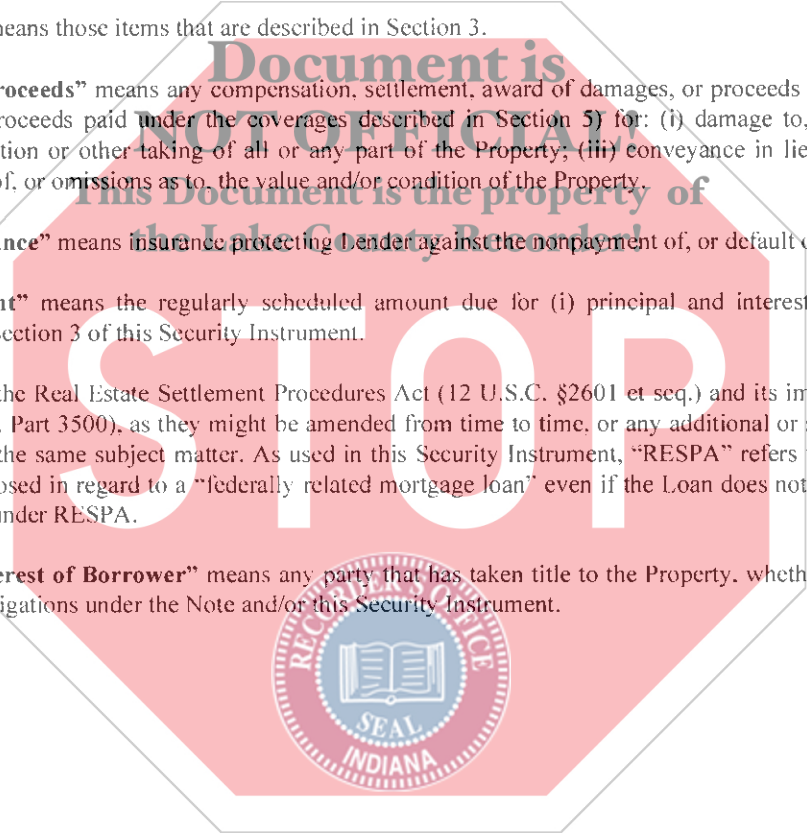 means those items that are described in Section 3.
Document is
roceeds” means any compensation, settlement, award of damages, or proceeds
roceeds paid under the coverages described in Section 5) for: (i) damage to,
NOT OFFICIAL!
tion or other taking of all or any part of the Property; (iii) conveyance in lie
of, or omissions as to, the value and/or condition of the Property.
This Document is the property of
the Lake County Recorder!
nce” means insurance protecting Lender against the nonpayment of, or default
nt” means the regularly scheduled amount due for (i) principal and interest
Section 3 of this Security Instrument.
STOP
the Real Estate Settlement Procedures Act (12 U.S.C. §2601 et seq.) and its im
, Part 3500), as they might be amended from time to time, or any additional or
the same subject matter. As used in this Security Instrument, “RESPA” refers
osed in regard to a “federally related mortgage loan” even if the Loan does not
under RESPA.
erest of Borrower” means any party that has taken title to the Property, wheth
igations under the Note and/or this Security Instrument.
RECORDER'S OFFICE
SEAL
INDIANA